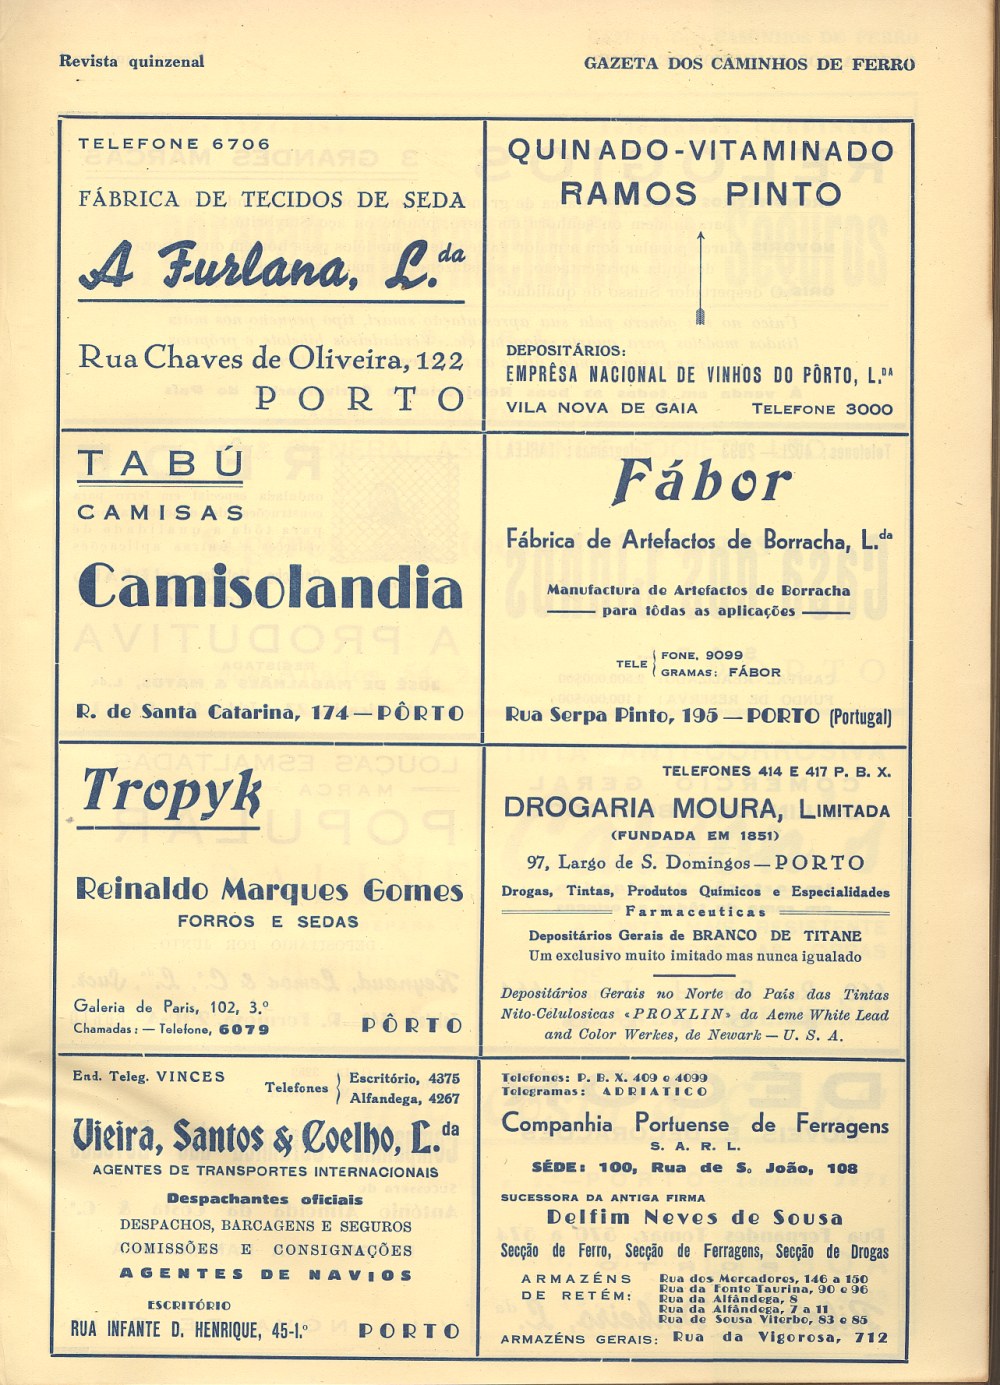 Revista quinzenal
GAZETA DOS CAMINHOS DE FERRO
TELEFONE 6706
FÁBRICA DE TECIDOS DE SEDA
A Furlana, L.da
Rua Chaves de Oliveira, 122
PORTO
QUINADO-VITAMINADO
RAMOS PINTO
DEPOSITÁRIOS:
EMPRÊSA NACIONAL DE VINHOS DO PÔRTO, L.DA
VILA NOVA DE GAIA TELEFONE 3000
TABÚ
CAMISAS
Camisolandia
R. de Santa Catarina, 174 — PÔRTO
Fábor
Fábrica de Artefactos de Borracha, L.da
Manufactura de Artefactos de Borracha
para tôdas as aplicações
TELE { FONE, 9099
GRAMAS: FÁBOR
Rua Serpa Pinto, 195 — PORTO (Portugal)
Tropyk
Reinaldo Marques Gomes
FORROS E SEDAS
Galeria de Paris, 102, 3.º
Chamadas: — Telefone, 6079 PÔRTO
TELEFONES 414 E 417 P. B. X.
DROGARIA MOURA, LIMITADA
(FUNDADA EM 1851)
97, Largo de S. Domingos — PORTO
Drogas, Tintas, Produtos Químicos e Especialidades
Farmaceuticas
Depositários Gerais de BRANCO DE TITANE
Um exclusivo muito imitado mas nunca igualado
Depositários Gerais no Norte do País das Tintas
Nito-Celulosicas «PROXLIN» da Acme White Lead
and Color Werkes, de Newark — U. S. A.
End. Teleg. VINCES
Telefones } Escritório, 4375
Alfandega, 4267
Vieira, Santos & Coelho, L.da
AGENTES DE TRANSPORTES INTERNACIONAIS
Despachantes oficiais
DESPACHOS, BARCAGENS E SEGUROS
COMISSÕES E CONSIGNAÇÕES
AGENTES DE NAVIOS
ESCRITÓRIO
RUA INFANTE D. HENRIQUE, 45-1.º PORTO
Telefones: P. B. X. 409 e 4099
Telegramas: ADRIATICO
Companhia Portuense de Ferragens
S. A. R. L.
SÉDE: 100, Rua de S. João, 108
SUCESSORA DA ANTIGA FIRMA
Delfim Neves de Sousa
Secção de Ferro, Secção de Ferragens, Secção de Drogas
ARMAZÉNS DE RETÉM:
Rua dos Mercadores, 146 a 150
Rua da Fonte Taurina, 90 e 96
Rua da Alfândega, 8
Rua da Alfândega, 7 a 11
Rua de Sousa Viterbo, 83 e 85
ARMAZÉNS GERAIS: Rua da Vigorosa, 712